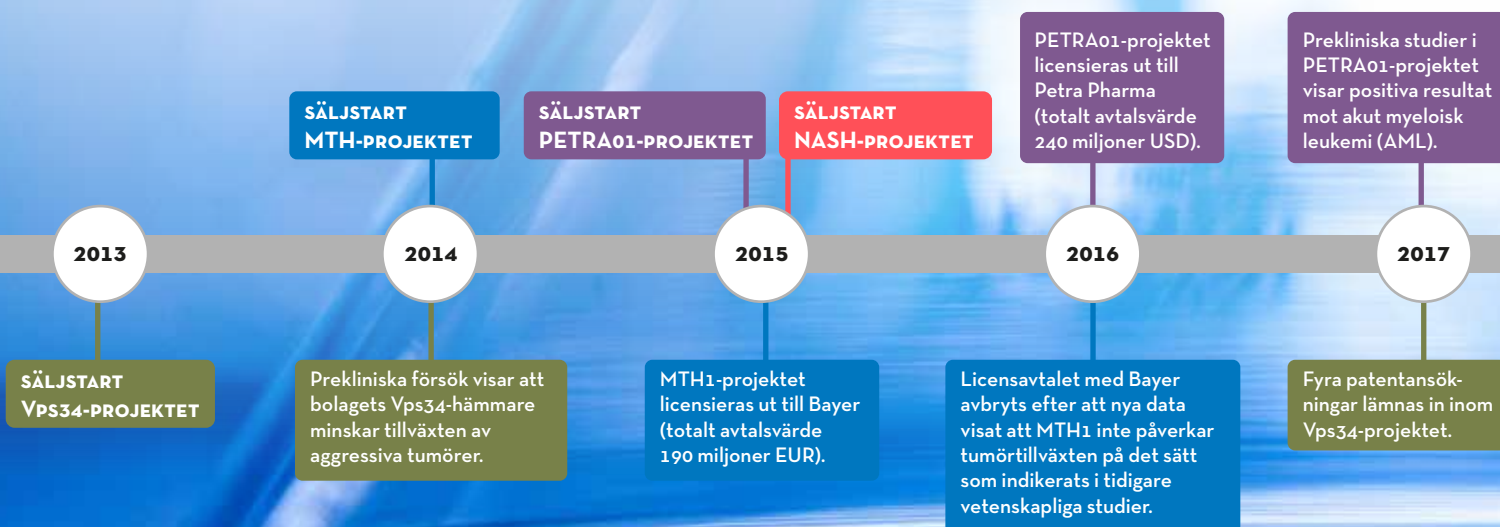 SÄLJSTART
MTH-PROJEKTET
SÄLJSTART
PETRA01-PROJEKTET
SÄLJSTART
NASH-PROJEKTET
PETRA01-projektet
licensieras ut till
Petra Pharma
(totalt avtalsvärde
240 miljoner USD).
Prekliniska studier i
PETRA01-projektet
visar positiva resultat
mot akut myeloisk
leukemi (AML).
2013
2014
2015
2016
2017
SÄLJSTART
VPS34-PROJEKTET
Prekliniska försök visar att
bolagets Vps34-hämmare
minskar tillväxten av
aggressiva tumörer.
MTH1-projektet
licensieras ut till Bayer
(totalt avtalsvärde
190 miljoner EUR).
Licensavtalet med Bayer
avbryts efter att nya data
visat att MTH1 inte påverkar
tumörtillväxten på det sätt
som indikerats i tidigare
vetenskapliga studier.
Fyra patentansök-
ningar lämnas in inom
Vps34-projektet.